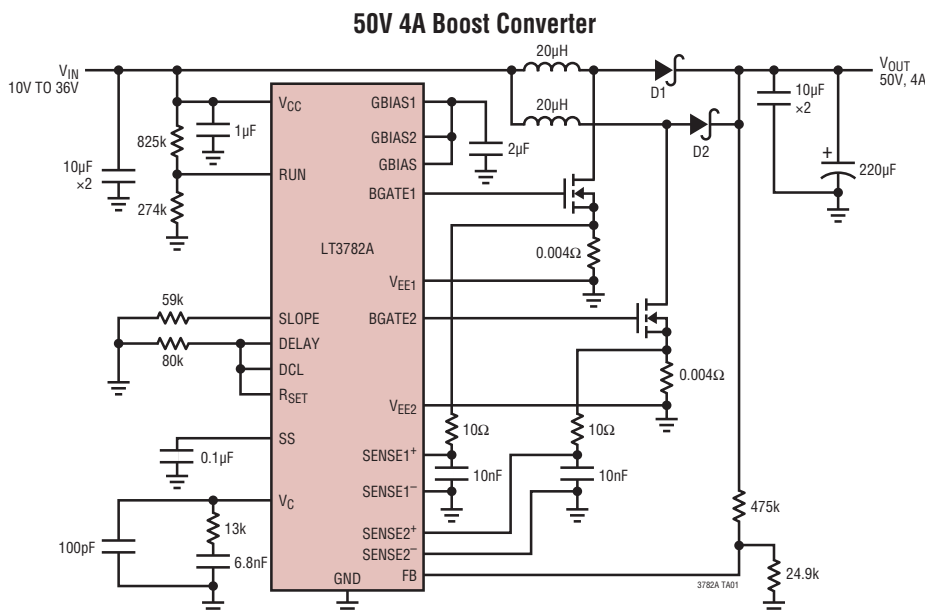 50V 4A Boost Converter
VIN
10V TO 36V
20µH
D1
VOUT
50V, 4A
20µH
D2
10µF
×2
220µF
+
VCC
1µF
825k
RUN
274k
10µF
×2
GBIAS1
GBIAS2
GBIAS
2µF
BGATE1
LT3782A
0.004Ω
VEE1
BGATE2
0.004Ω
VEE2
59k
SLOPE
80k
DELAY
DCL
RSET
SS
0.1µF
10Ω
10Ω
SENSE1+
10nF
10nF
SENSE1–
VC
13k
6.8nF
100pF
SENSE2+
SENSE2–
GND
FB
475k
24.9k
3782A TA01